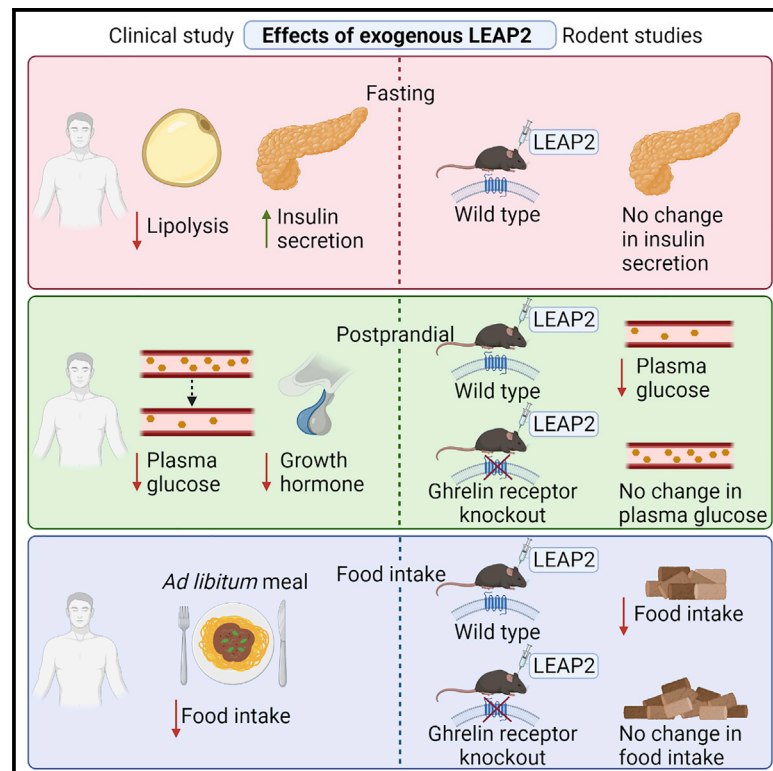 Clinical study
Effects of exogenous LEAP2
Rodent studies
Fasting
Lipolysis
Insulin
secretion
LEAP2
Wild type
No change
in insulin
secretion
Postprandial
Plasma
glucose
Growth
hormone
LEAP2
Wild type
Plasma
glucose
LEAP2
Ghrelin receptor
knockout
No change in
plasma glucose
Food intake
Ad libitum meal
Food intake
LEAP2
Wild type
Food intake
LEAP2
Ghrelin receptor
knockout
No change in
food intake